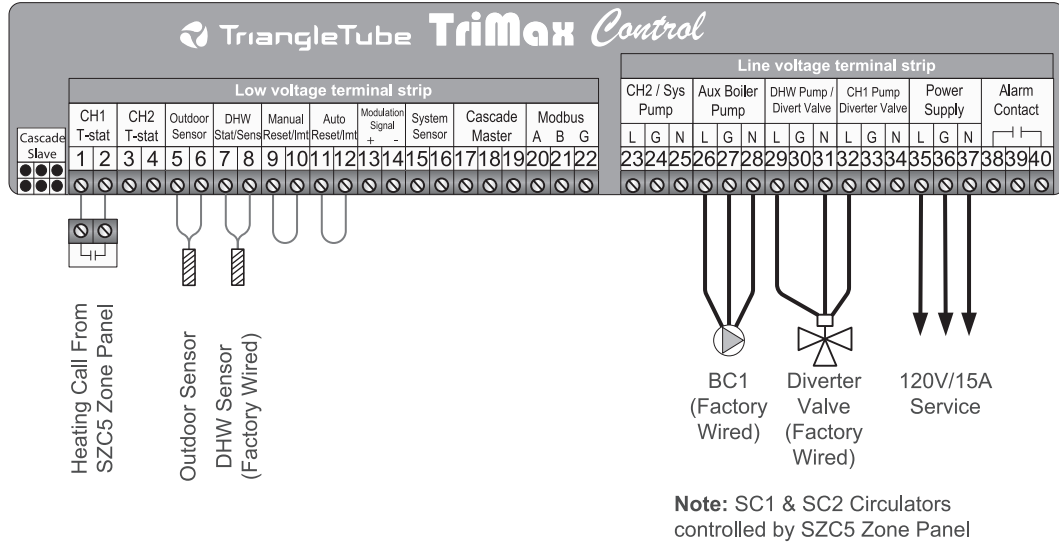 TriangleTube TriMax Control
Low voltage terminal strip
Line voltage terminal strip
Cascade
Slave
CH1
T-stat
CH2
T-stat
Outdoor
Sensor
DHW
Stat/Sens
Manual
Reset/lmt
Auto
Reset/lmt
Modulation
Signal
+ -
System
Sensor
Cascade
Master
Modbus
A B G
1 2 3 4 5 6 7 8 9 10 11 12 13 14 15 16 17 18 19 20 21 22
CH2 / Sys
Pump
Aux Boiler
Pump
DHW Pump /
Divert Valve
CH1 Pump
Diverter Valve
Power
Supply
Alarm
Contact
L G N L G N L G N L G N L G N
23 24 25 26 27 28 29 30 31 32 33 34 35 36 37 38 39 40
Heating Call From
SZC5 Zone Panel
Outdoor Sensor
DHW Sensor
(Factory Wired)
BC1
(Factory
Wired)
Diverter
Valve
(Factory
Wired)
120V/15A
Service
Note: SC1 & SC2 Circulators
controlled by SZC5 Zone Panel